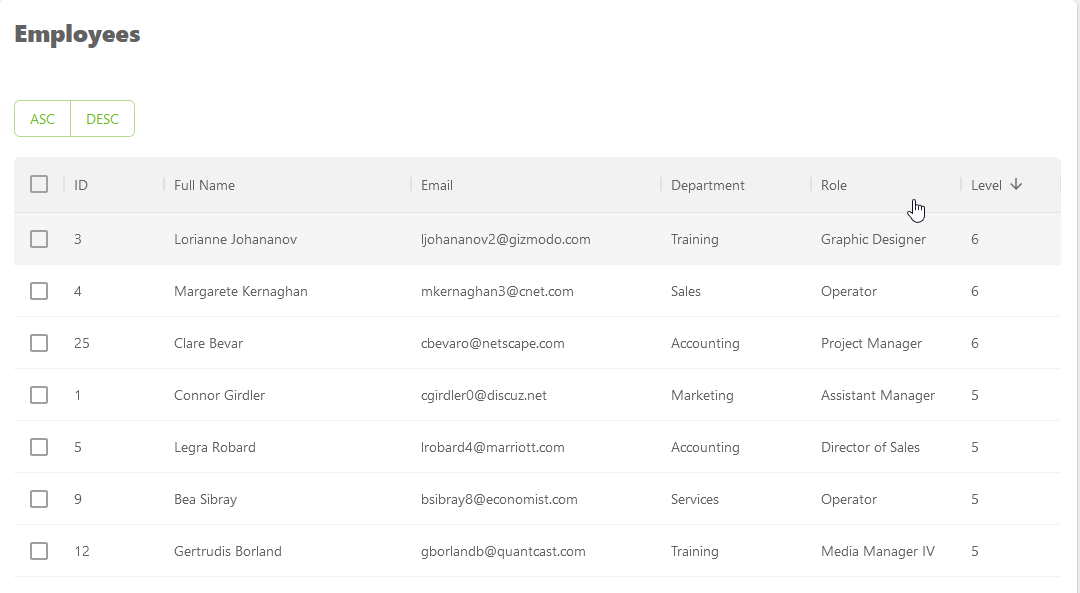 Employees
ASC DESC
ID Full Name Email Department Role Level
3 Lorianne Johananov ljohananov2@gizmodo.com Training Graphic Designer 6
4 Margarete Kernaghan mkernaghan3@cnet.com Sales Operator 6
25 Clare Bevar cbevaro@netscape.com Accounting Project Manager 6
1 Connor Girdler cgirdler0@discuz.net Marketing Assistant Manager 5
5 Legra Robard lrobard4@marriott.com Accounting Director of Sales 5
9 Bea Sibray bsibray8@economist.com Services Operator 5
12 Gertrudis Borland gborlandb@quantcast.com Training Media Manager IV 5